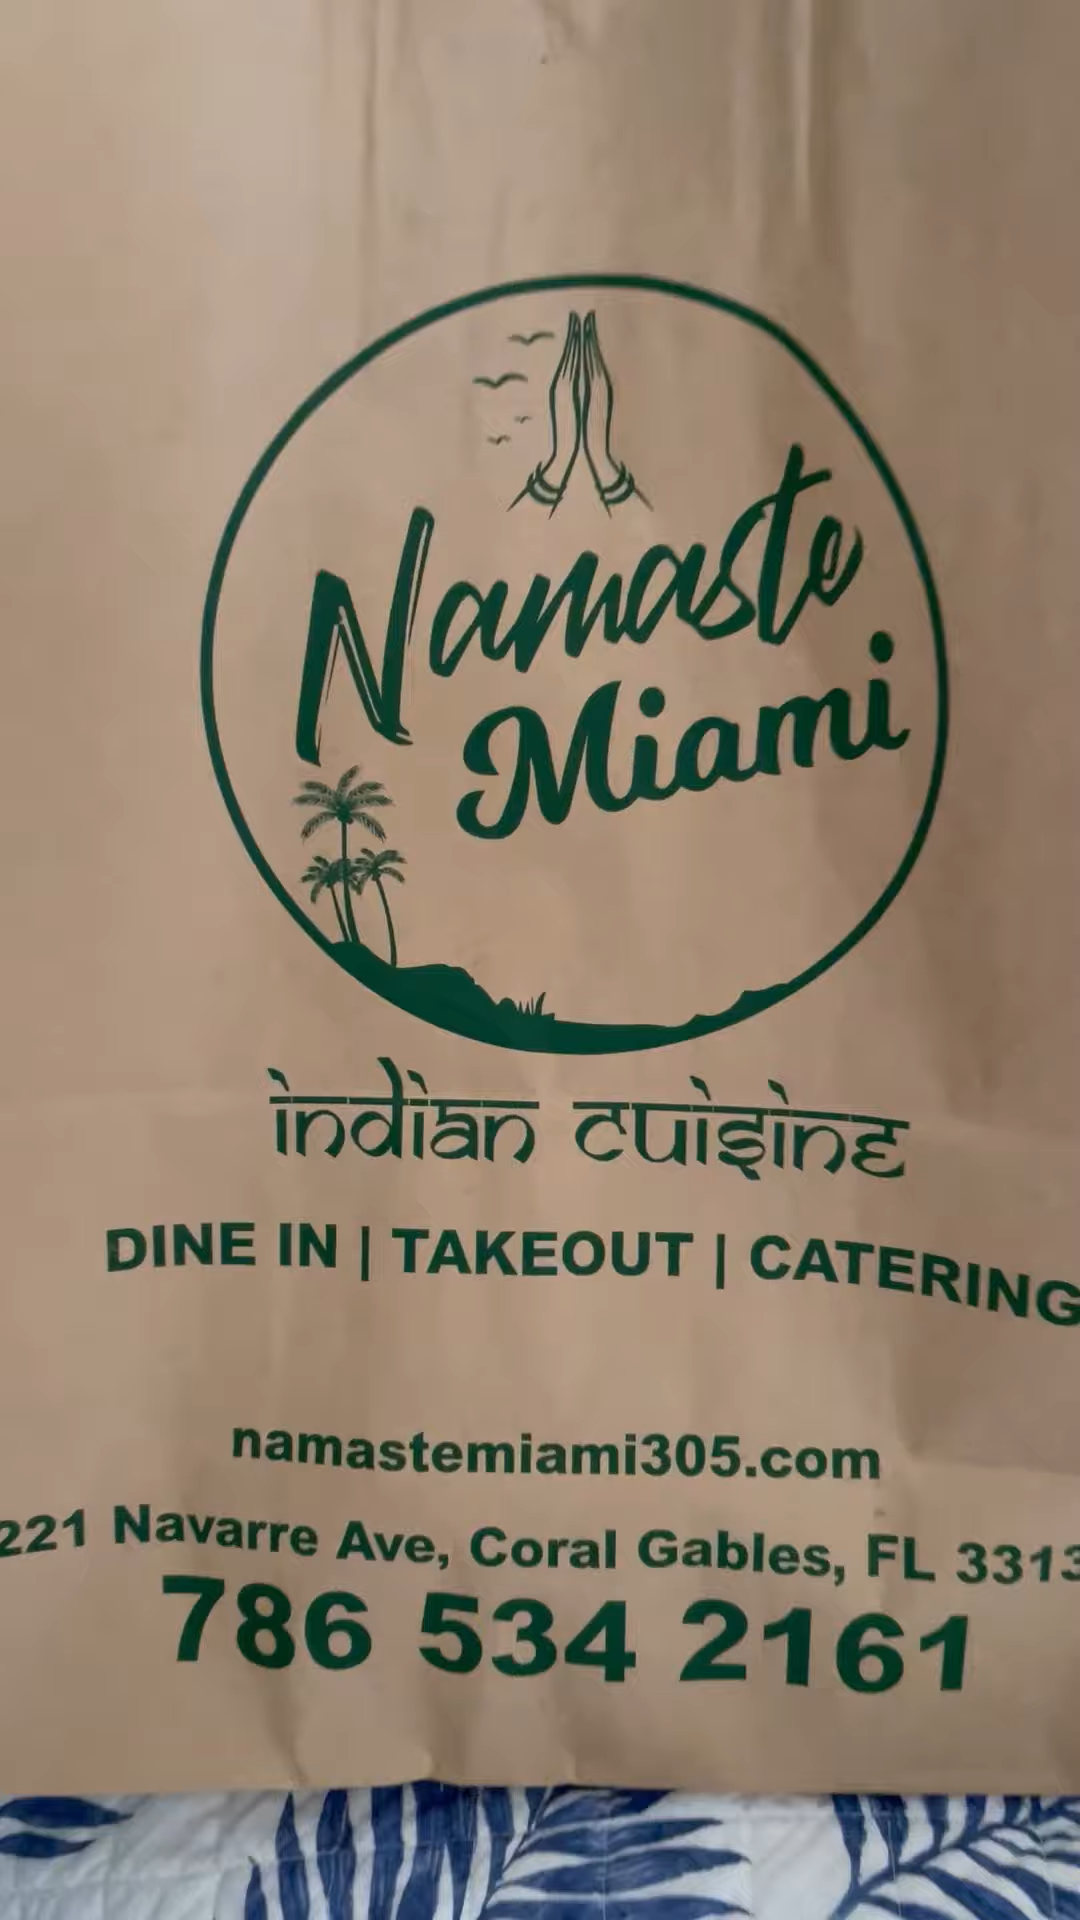 Namaste
Miami
indian cuisine
DINE IN | TAKEOUT | CATERING
namastemiami305.com
221 Navarre Ave, Coral Gables, FL 3313
786 534 2161